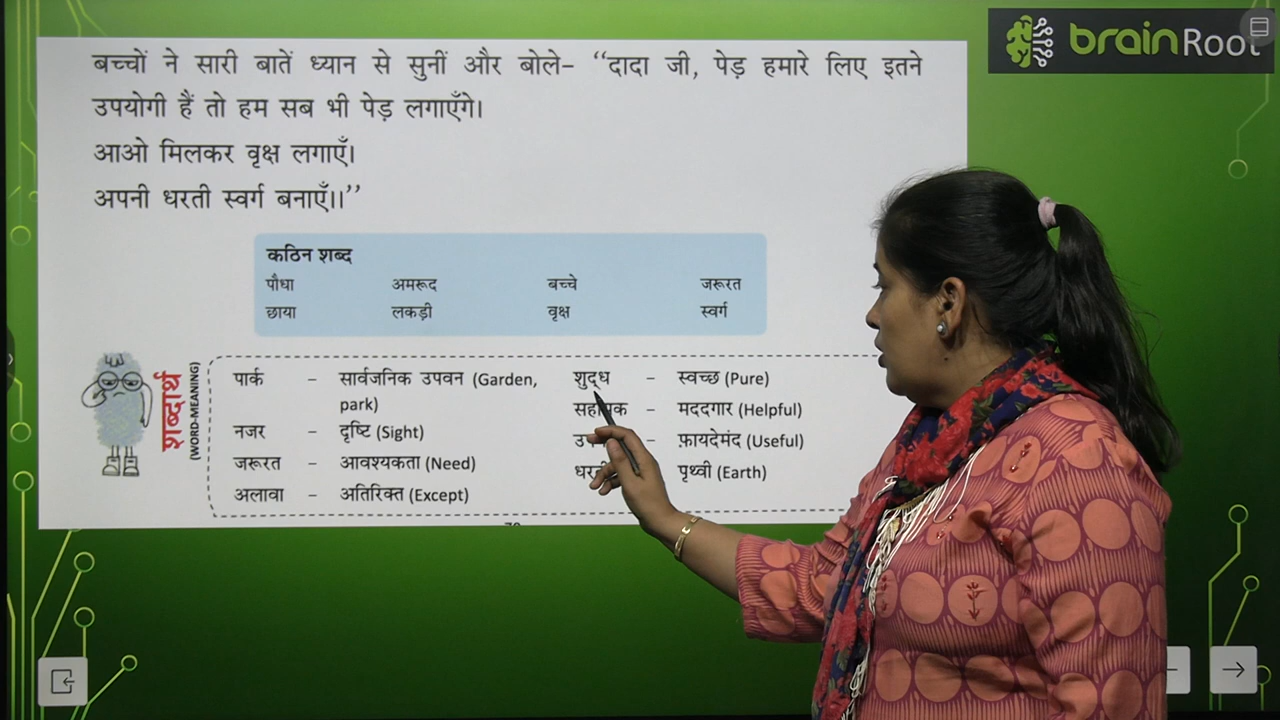 brainRoot
बच्चों ने सारी बातें ध्यान से सुनीं और बोले– “दादा जी, पेड़ हमारे लिए इतने
उपयोगी हैं तो हम सब भी पेड़ लगाएँगे।
आओ मिलकर वृक्ष लगाएँ।
अपनी धरती स्वर्ग बनाएँ।।”
कठिन शब्द
पौधा अमरूद बच्चे जरूरत
छाया लकड़ी वृक्ष स्वर्ग
शब्दार्थ
(WORD-MEANING)
पार्क – सार्वजनिक उपवन (Garden,
park)
नजर – दृष्टि (Sight)
जरूरत – आवश्यकता (Need)
अलावा – अतिरिक्त (Except)
शुद्ध – स्वच्छ (Pure)
– मददगार (Helpful)
– फ़ायदेमंद (Useful)
पृथ्वी (Earth)